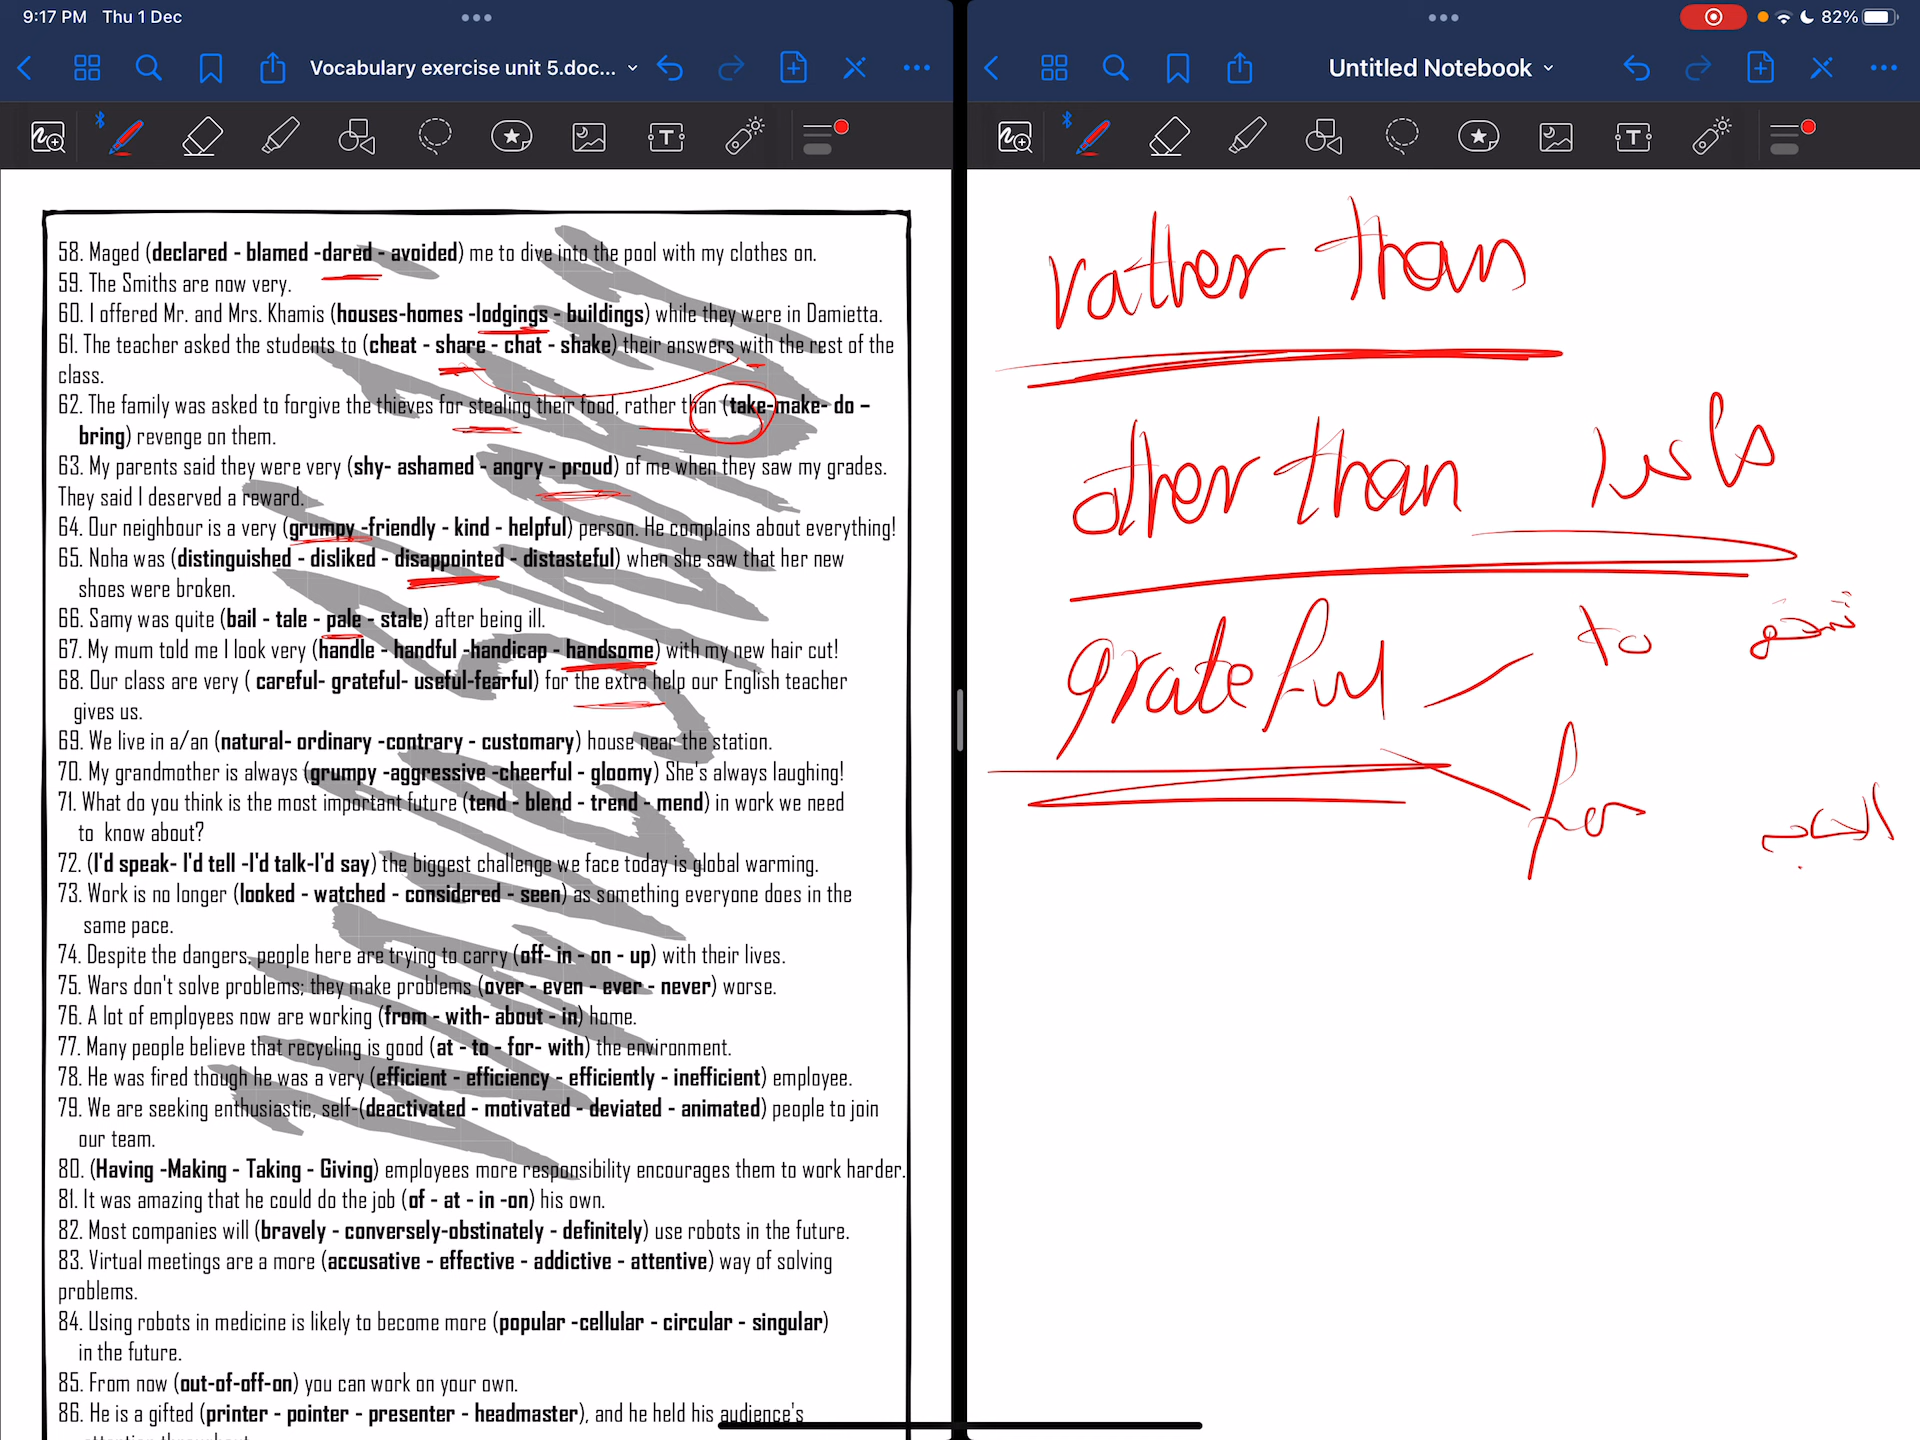 9:17 PM Thu 1 Dec
82%
Vocabulary exercise unit 5.doc...
Untitled Notebook
58. Maged (declared - blamed -dared - avoided) me to dive into the pool with my clothes on.
59. The Smiths are now very.
60. I offered Mr. and Mrs. Khamis (houses-homes -lodgings - buildings) while they were in Damietta.
61. The teacher asked the students to (cheat - share - chat - shake) their answers with the rest of the
class.
62. The family was asked to forgive the thieves for stealing their food, rather than (take-make- do –
bring) revenge on them.
63. My parents said they were very (shy- ashamed - angry - proud) of me when they saw my grades.
They said I deserved a reward.
64. Our neighbour is a very (grumpy -friendly - kind - helpful) person. He complains about everything!
65. Noha was (distinguished - disliked - disappointed - distasteful) when she saw that her new
shoes were broken.
66. Samy was quite (bail - tale - pale - stale) after being ill.
67. My mum told me I look very (handle - handful -handicap - handsome) with my new hair cut!
68. Our class are very ( careful- grateful- useful-fearful) for the extra help our English teacher
gives us.
69. We live in a/an (natural- ordinary -contrary - customary) house near the station.
70. My grandmother is always (grumpy -aggressive -cheerful - gloomy) She's always laughing!
71. What do you think is the most important future (tend - blend - trend - mend) in work we need
to know about?
72. (I'd speak- I'd tell -I'd talk-I'd say) the biggest challenge we face today is global warming.
73. Work is no longer (looked - watched - considered - seen) as something everyone does in the
same pace.
74. Despite the dangers, people here are trying to carry (off- in - on - up) with their lives.
75. Wars don't solve problems; they make problems (over - even - ever - never) worse.
76. A lot of employees now are working (from - with- about - in) home.
77. Many people believe that recycling is good (at - to - for- with) the environment.
78. He was fired though he was a very (efficient - efficiency - efficiently - inefficient) employee.
79. We are seeking enthusiastic, self-(deactivated - motivated - deviated - animated) people to join
our team.
80. (Having -Making - Taking - Giving) employees more responsibility encourages them to work harder.
81. It was amazing that he could do the job (of - at - in -on) his own.
82. Most companies will (bravely - conversely-obstinately - definitely) use robots in the future.
83. Virtual meetings are a more (accusative - effective - addictive - attentive) way of solving
problems.
84. Using robots in medicine is likely to become more (popular -cellular - circular - singular)
in the future.
85. From now (out-of-off-on) you can work on your own.
86. He is a gifted (printer - pointer - presenter - headmaster), and he held his audience's
rather than
other than
grateful to
for